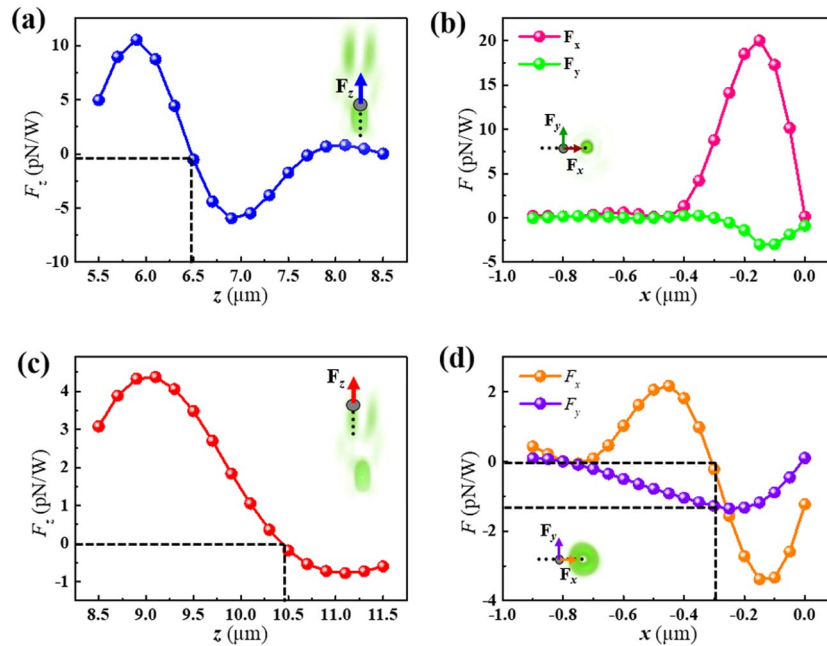 (a)
10
5
0
-5
-10
F_z (pN/W)
5.5 6.0 6.5 7.0 7.5 8.0 8.5
z (μm)
F_z
(b)
20
15
10
5
0
-5
F (pN/W)
F_x
F_y
F_y
F_x
-1.0 -0.8 -0.6 -0.4 -0.2 0.0
x (μm)
(c)
4
3
2
1
0
-1
F_z (pN/W)
F_z
8.5 9.0 9.5 10.0 10.5 11.0 11.5
z (μm)
(d)
2
0
-2
-4
F (pN/W)
F_x
F_y
F_y
F_x
-1.0 -0.8 -0.6 -0.4 -0.2 0.0
x (μm)